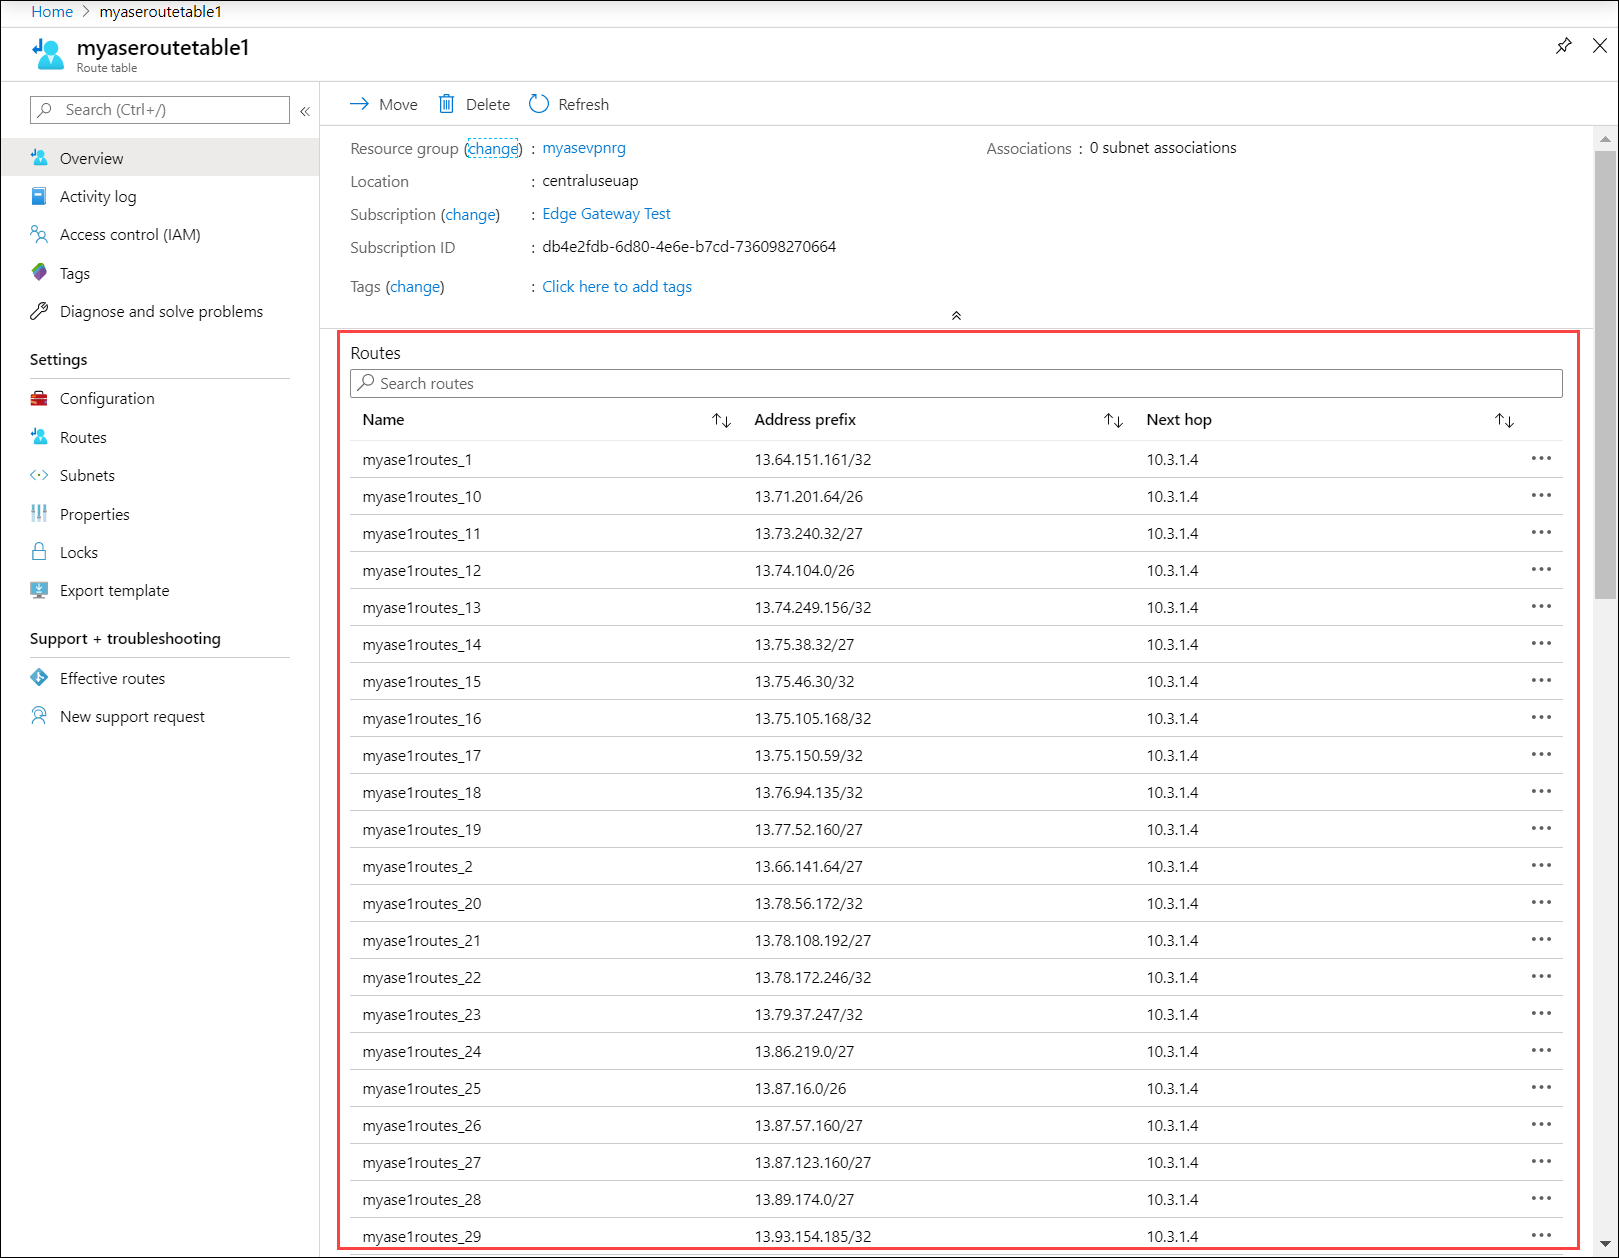 Home > myaseroutetable1
myaseroutetable1
Route table
Search (Ctrl+/)
«
Overview
Activity log
Access control (IAM)
Tags
Diagnose and solve problems
Settings
Configuration
Routes
Subnets
Properties
Locks
Export template
Support + troubleshooting
Effective routes
New support request
Move Delete Refresh
Resource group (change) : myasevpnrg Associations : 0 subnet associations
Location : centraluseuap
Subscription (change) : Edge Gateway Test
Subscription ID : db4e2fdb-6d80-4e6e-b7cd-736098270664
Tags (change) : Click here to add tags
Routes
Search routes
Name Address prefix Next hop
myase1routes_1 13.64.151.161/32 10.3.1.4
myase1routes_10 13.71.201.64/26 10.3.1.4
myase1routes_11 13.73.240.32/27 10.3.1.4
myase1routes_12 13.74.104.0/26 10.3.1.4
myase1routes_13 13.74.249.156/32 10.3.1.4
myase1routes_14 13.75.38.32/27 10.3.1.4
myase1routes_15 13.75.46.30/32 10.3.1.4
myase1routes_16 13.75.105.168/32 10.3.1.4
myase1routes_17 13.75.150.59/32 10.3.1.4
myase1routes_18 13.76.94.135/32 10.3.1.4
myase1routes_19 13.77.52.160/27 10.3.1.4
myase1routes_2 13.66.141.64/27 10.3.1.4
myase1routes_20 13.78.56.172/32 10.3.1.4
myase1routes_21 13.78.108.192/27 10.3.1.4
myase1routes_22 13.78.172.246/32 10.3.1.4
myase1routes_23 13.79.37.247/32 10.3.1.4
myase1routes_24 13.86.219.0/27 10.3.1.4
myase1routes_25 13.87.16.0/26 10.3.1.4
myase1routes_26 13.87.57.160/27 10.3.1.4
myase1routes_27 13.87.123.160/27 10.3.1.4
myase1routes_28 13.89.174.0/27 10.3.1.4
myase1routes_29 13.93.154.185/32 10.3.1.4